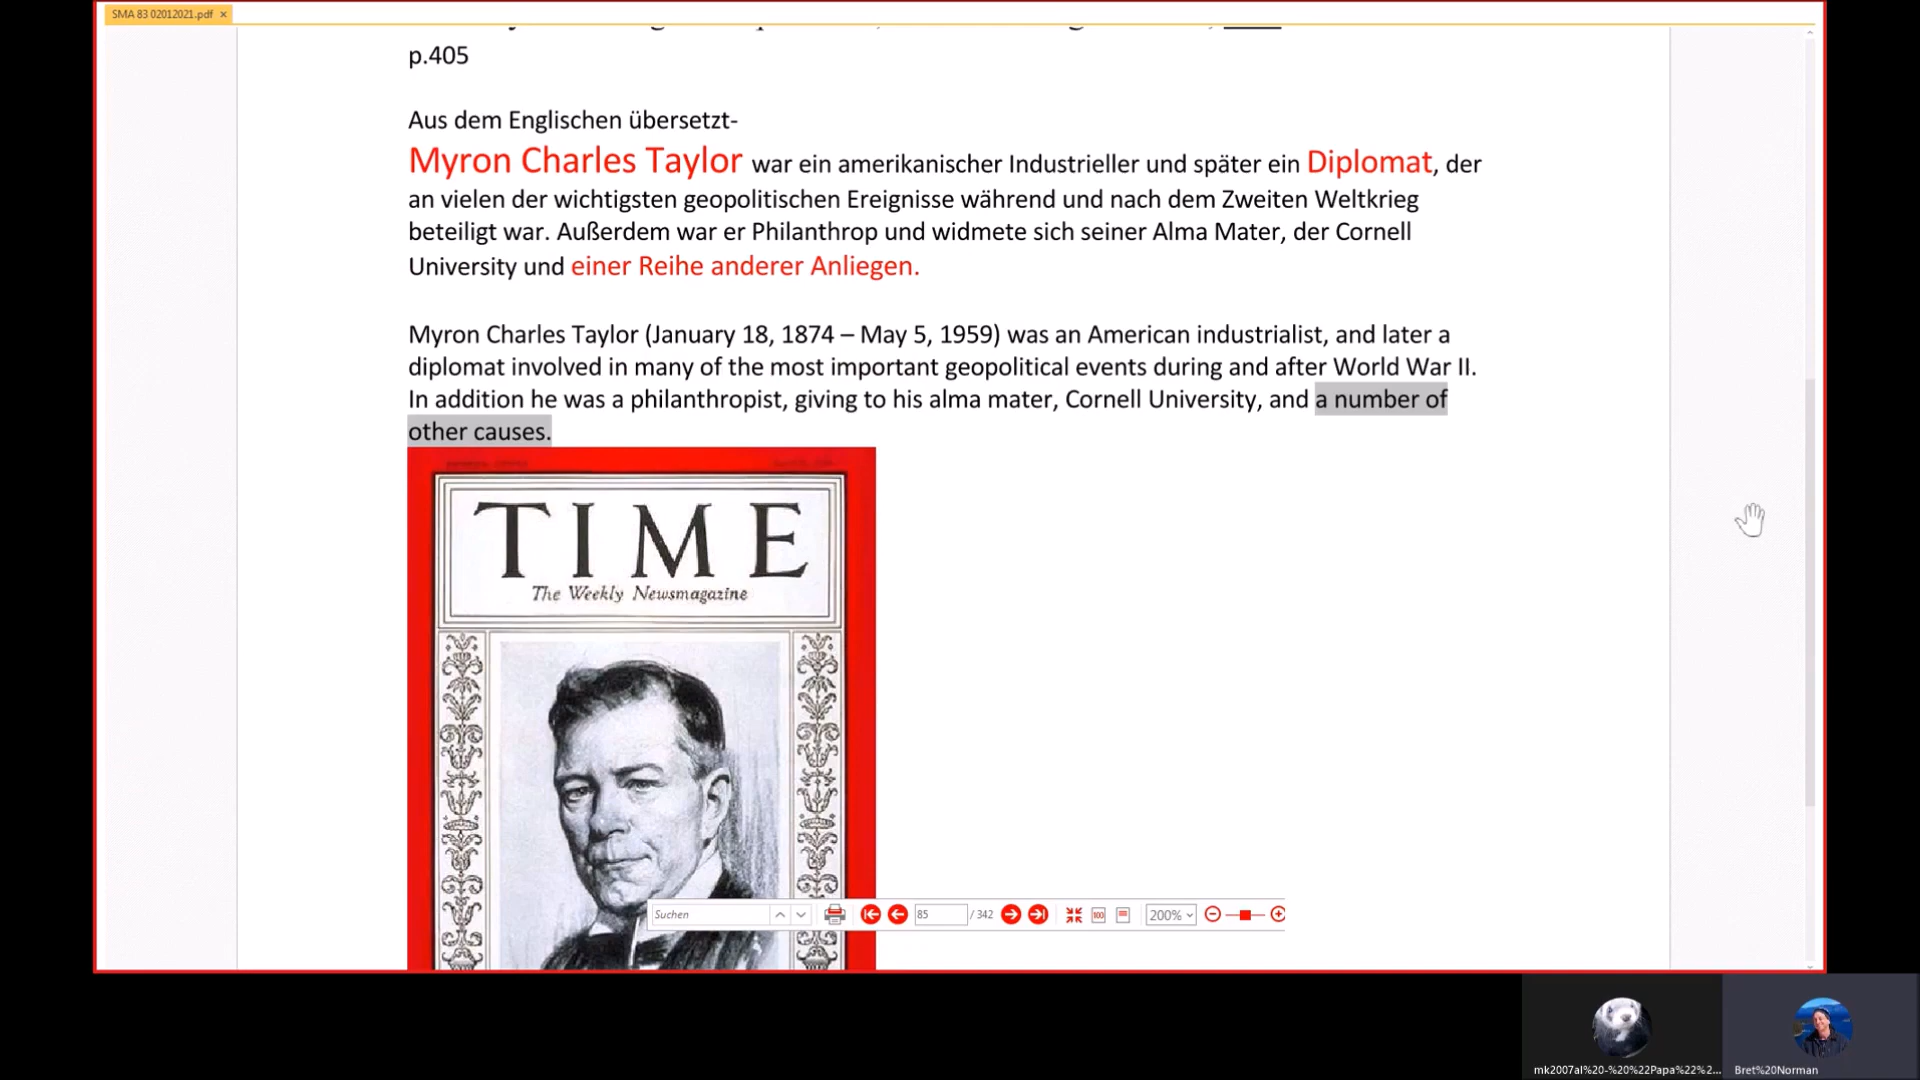 SMA 83 02012021.pdf ×
p.405
Aus dem Englischen übersetzt-
Myron Charles Taylor war ein amerikanischer Industrieller und später ein Diplomat, der
an vielen der wichtigsten geopolitischen Ereignisse während und nach dem Zweiten Weltkrieg
beteiligt war. Außerdem war er Philanthrop und widmete sich seiner Alma Mater, der Cornell
University und einer Reihe anderer Anliegen.
Myron Charles Taylor (January 18, 1874 – May 5, 1959) was an American industrialist, and later a
diplomat involved in many of the most important geopolitical events during and after World War II.
In addition he was a philanthropist, giving to his alma mater, Cornell University, and a number of
other causes.
TIME
The Weekly Newsmagazine
Suchen
85 / 342
200%
mk2007al%20-%20%22Papa%22%2...
Bret%20Norman